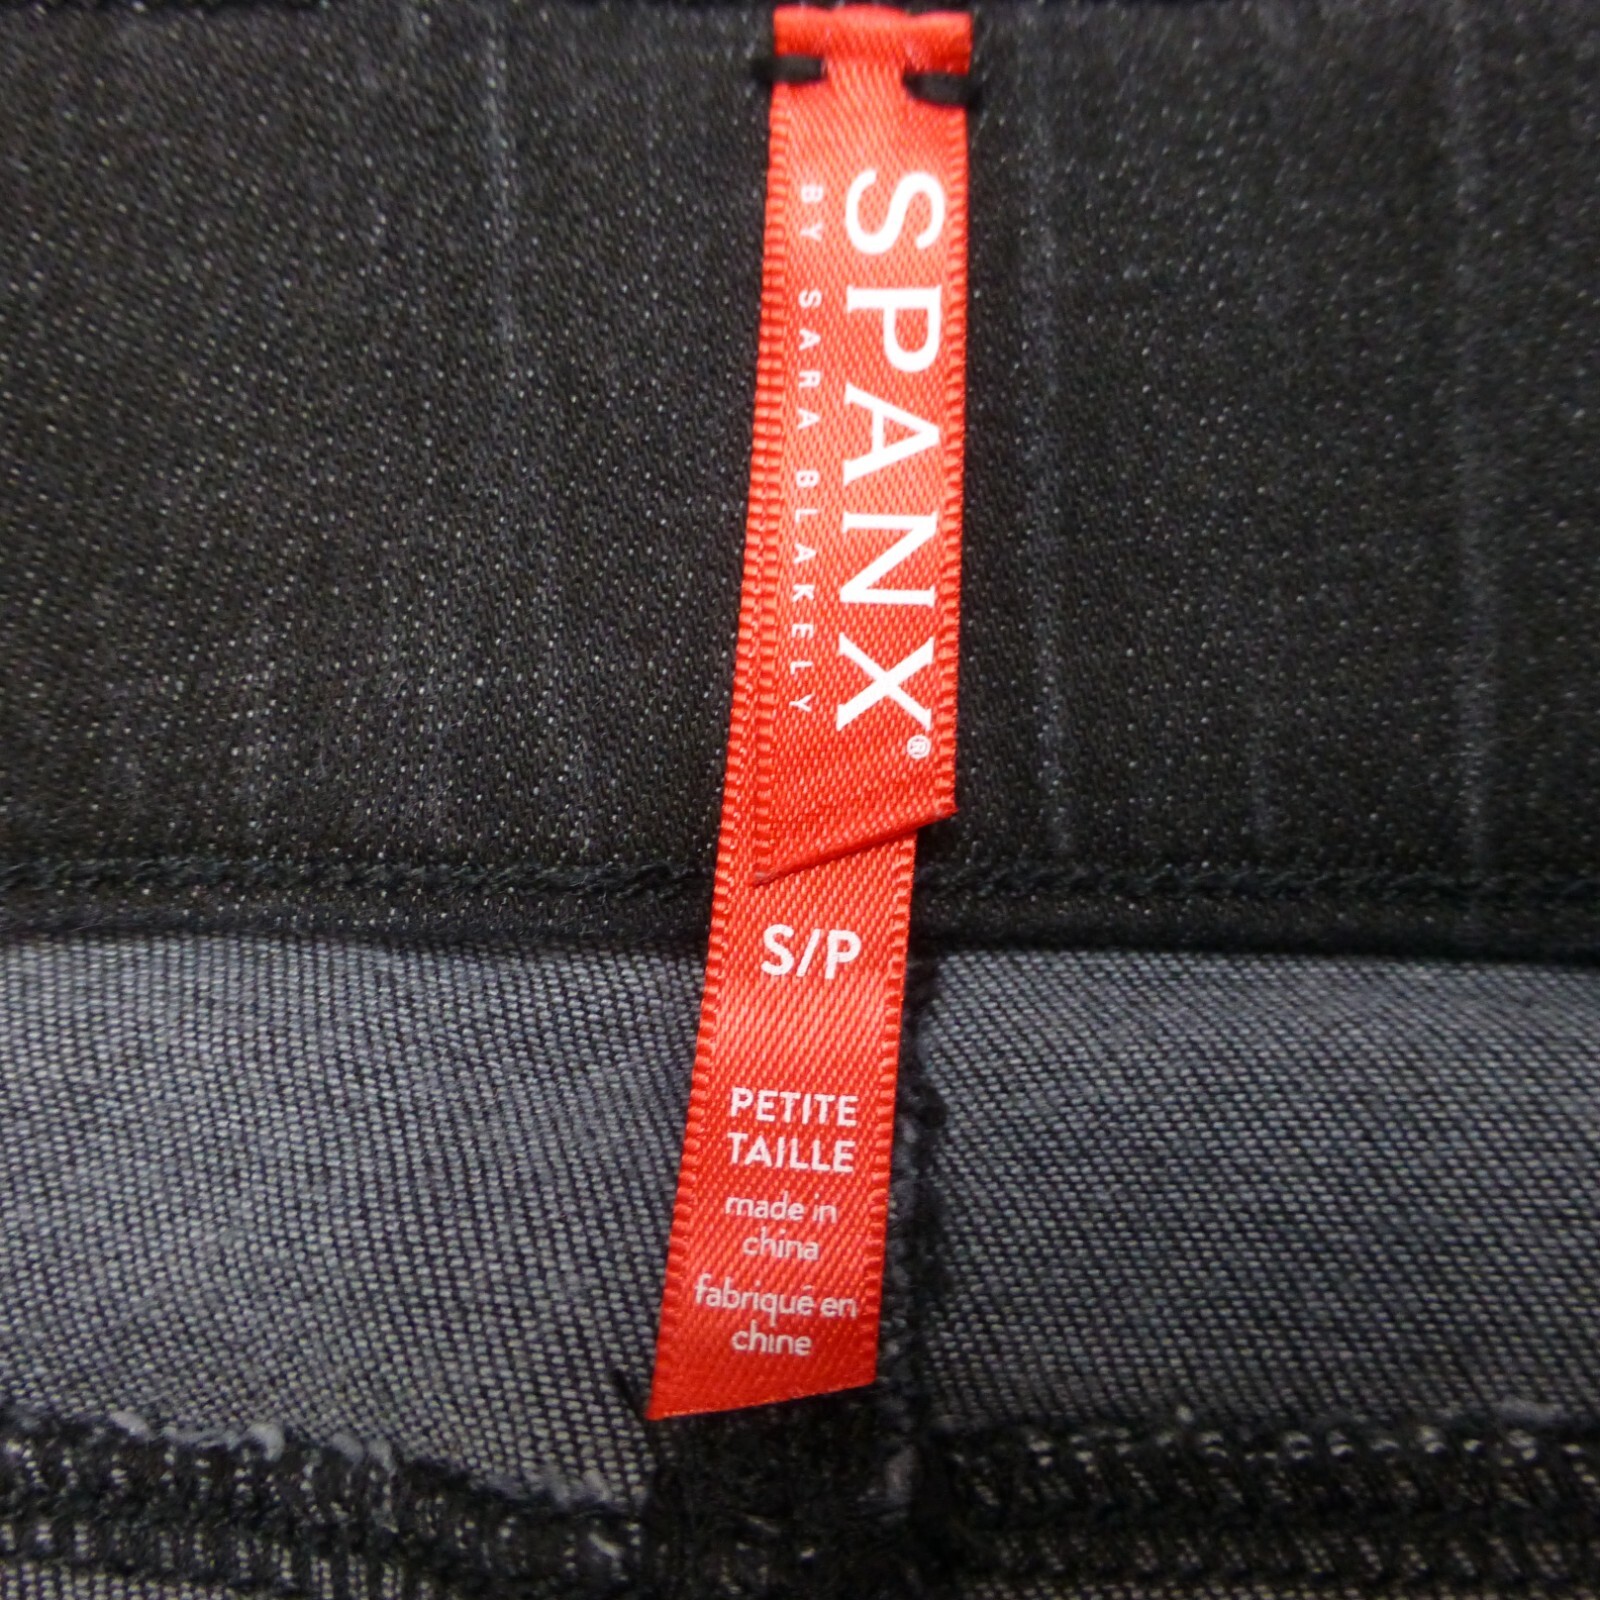 SPANX®
BY SARA BLAKELY
S/P
PETITE
TAILLE
made in
china
fabriqué en
chine